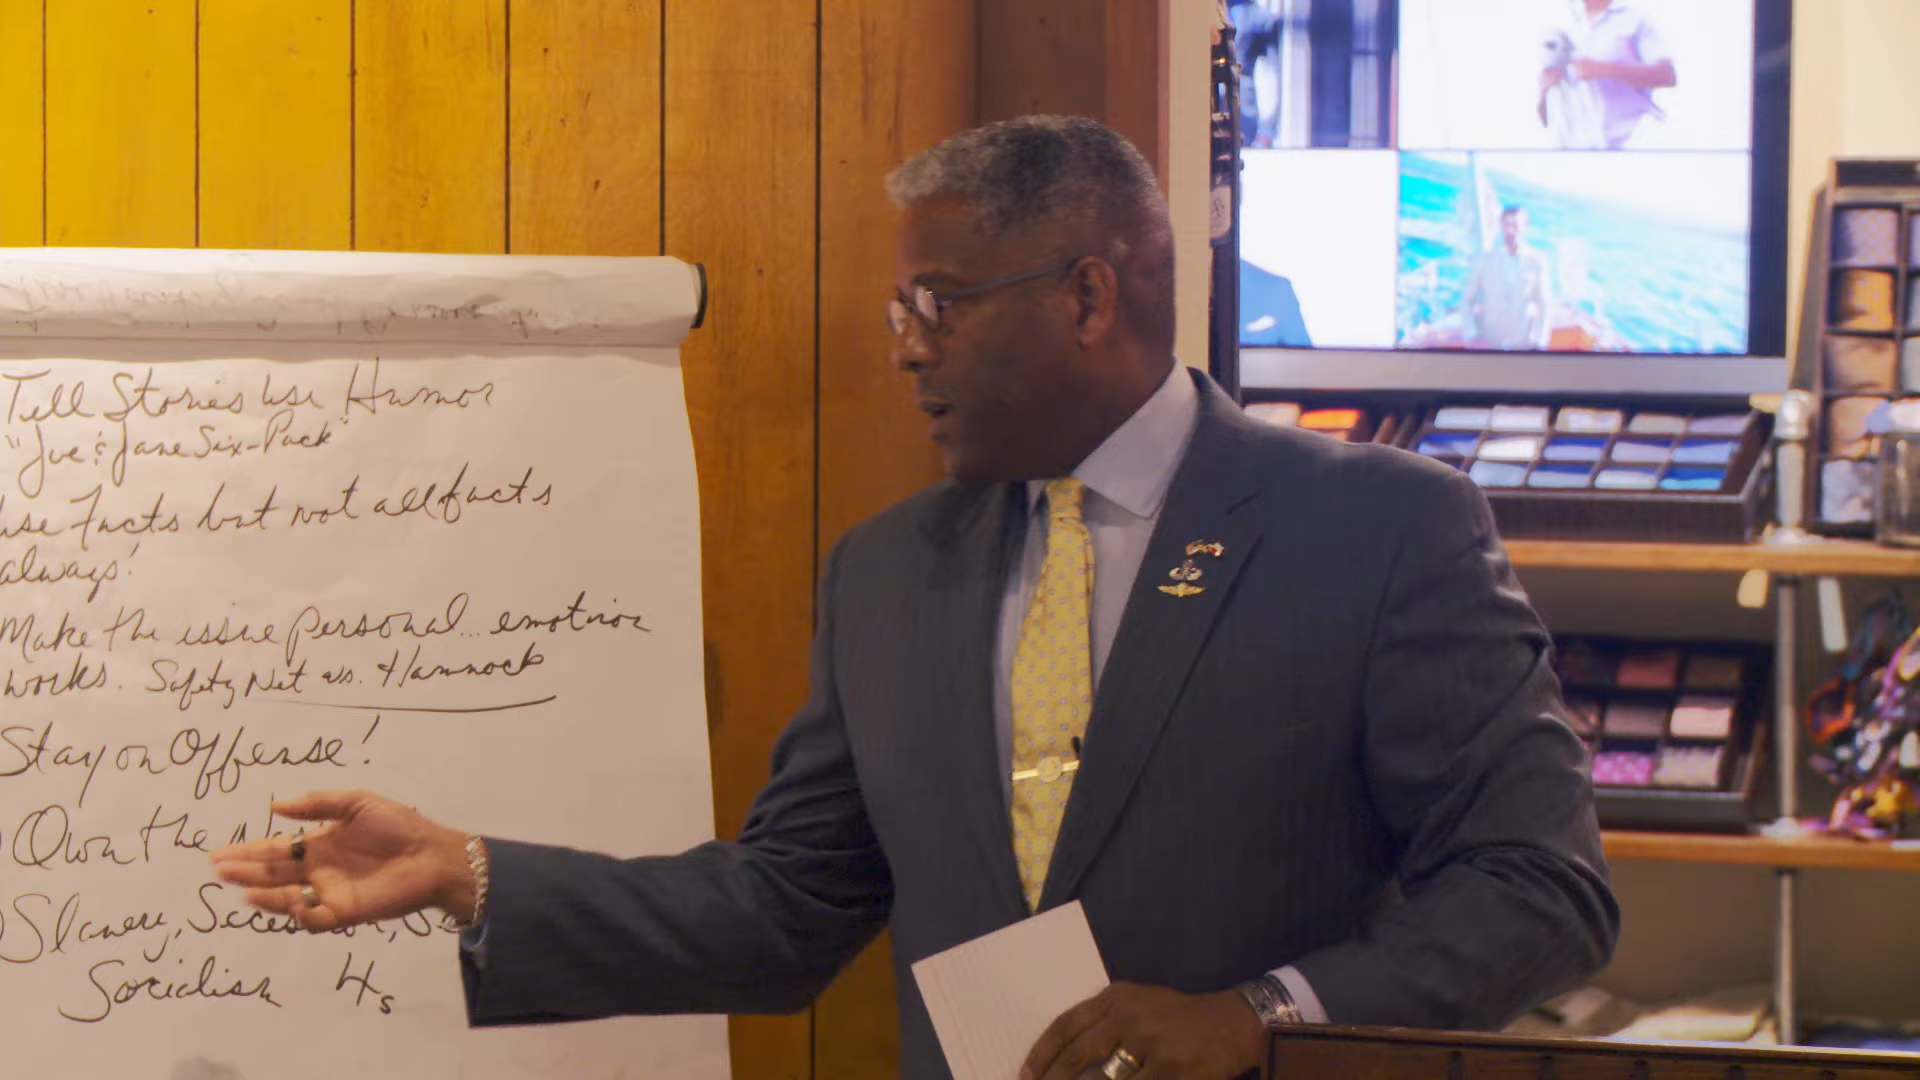 Tell Stories Use Humor
"Joe & Jane Six-Pack"
Use Facts but not all facts
always!
Make the issue personal... emotion
works. Safety Net vs. Hammock
Stay on Offense!
Own the
Slavery, Secession,
Socialism 4s